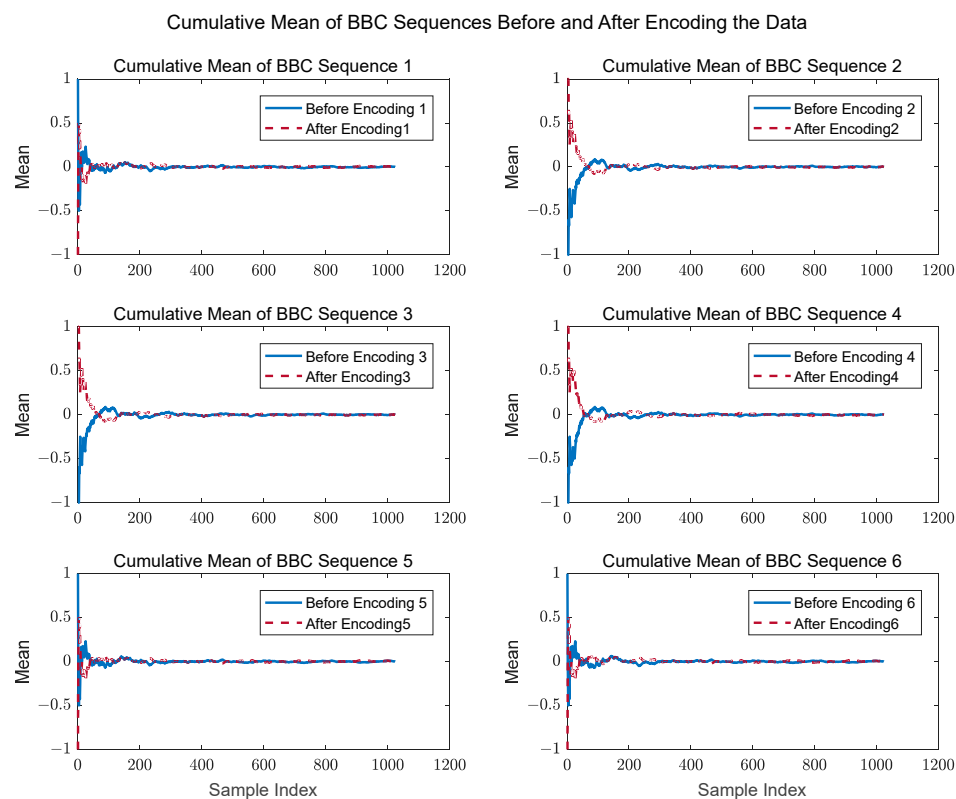 Cumulative Mean of BBC Sequences Before and After Encoding the Data
Cumulative Mean of BBC Sequence 1
Mean
1
0.5
0
−0.5
−1
Before Encoding 1
After Encoding1
0 200 400 600 800 1000 1200
Cumulative Mean of BBC Sequence 2
Mean
1
0.5
0
−0.5
−1
Before Encoding 2
After Encoding2
0 200 400 600 800 1000 1200
Cumulative Mean of BBC Sequence 3
Mean
1
0.5
0
−0.5
−1
Before Encoding 3
After Encoding3
0 200 400 600 800 1000 1200
Cumulative Mean of BBC Sequence 4
Mean
1
0.5
0
−0.5
−1
Before Encoding 4
After Encoding4
0 200 400 600 800 1000 1200
Cumulative Mean of BBC Sequence 5
Mean
1
0.5
0
−0.5
−1
Before Encoding 5
After Encoding5
0 200 400 600 800 1000 1200
Sample Index
Cumulative Mean of BBC Sequence 6
Mean
1
0.5
0
−0.5
−1
Before Encoding 6
After Encoding6
0 200 400 600 800 1000 1200
Sample Index